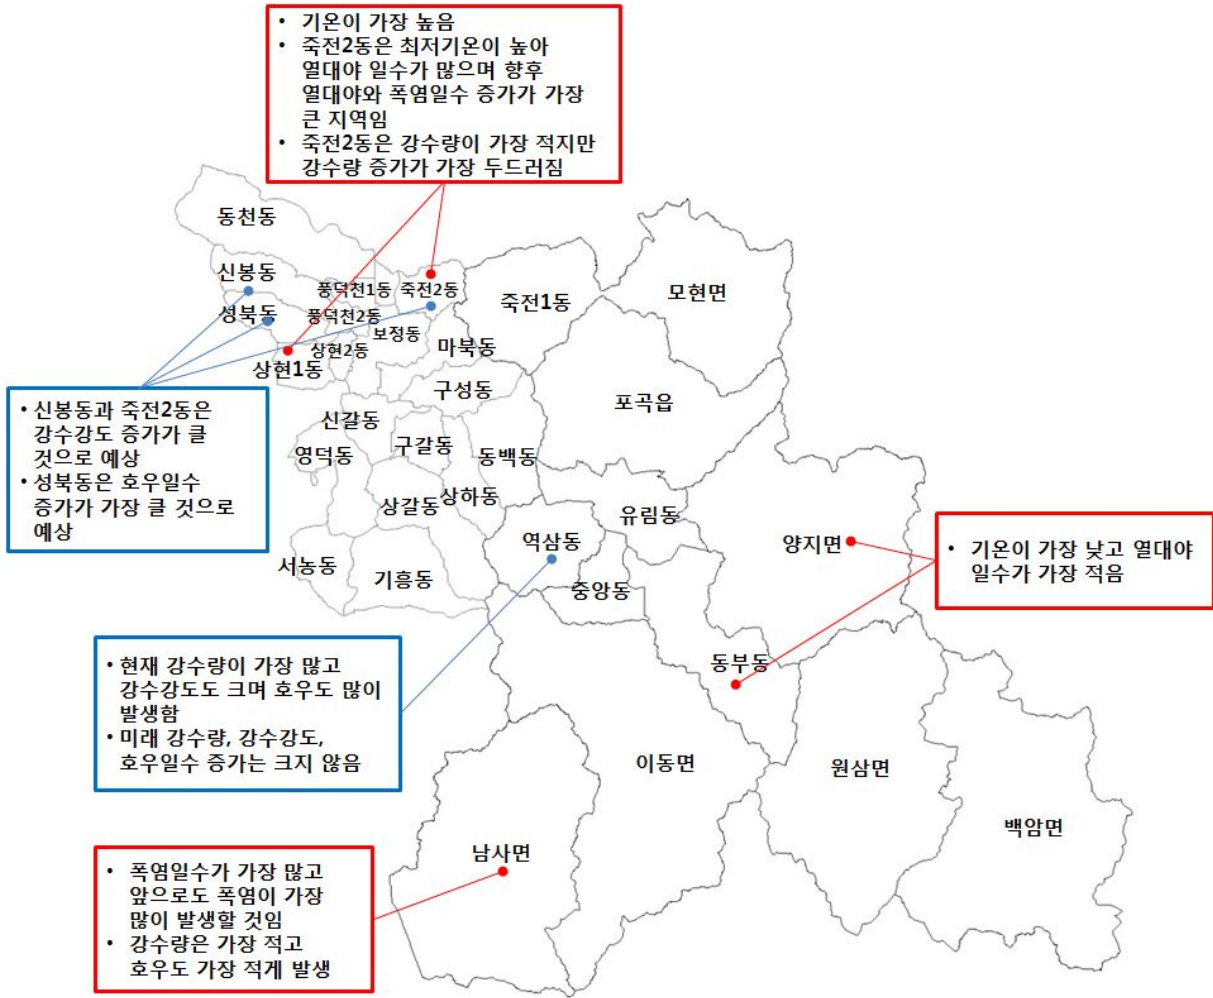 • 기온이 가장 높음
• 죽전2동은 최저기온이 높아
열대야 일수가 많으며 향후
열대야와 폭염일수 증가가 가장
큰 지역임
• 죽전2동은 강수량이 가장 적지만
강수량 증가가 가장 두드러짐
동천동
신봉동
풍덕천1동
죽전2동
죽전1동
모현면
성북동
풍덕천2동
보정동
상현2동
마북동
상현1동
구성동
포곡읍
• 신봉동과 죽전2동은
강수강도 증가가 클
것으로 예상
• 성북동은 호우일수
증가가 가장 클 것으로
예상
신갈동
구갈동
영덕동
동백동
상갈동
상하동
유림동
역삼동
양지면
• 기온이 가장 낮고 열대야
일수가 가장 적음
서농동
기흥동
중앙동
동부동
• 현재 강수량이 가장 많고
강수강도도 크며 호우도 많이
발생함
• 미래 강수량, 강수강도,
호우일수 증가는 크지 않음
이동면
원삼면
백암면
남사면
• 폭염일수가 가장 많고
앞으로도 폭염이 가장
많이 발생할 것임
• 강수량은 가장 적고
호우도 가장 적게 발생